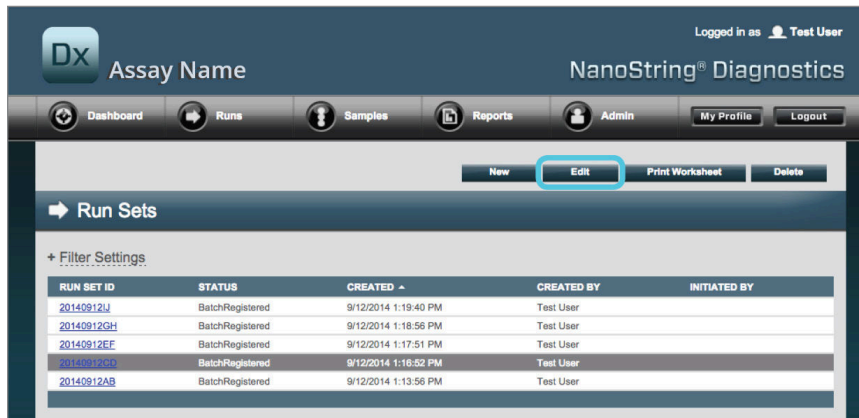 Logged in as Test User
Dx Assay Name
NanoString® Diagnostics
Dashboard Runs Samples Reports Admin My Profile Logout
New Edit Print Worksheet Delete
Run Sets
+ Filter Settings
RUN SET ID STATUS CREATED CREATED BY INITIATED BY
20140912IJ BatchRegistered 9/12/2014 1:19:40 PM Test User
20140912GH BatchRegistered 9/12/2014 1:18:56 PM Test User
20140912EF BatchRegistered 9/12/2014 1:17:51 PM Test User
20140912CD BatchRegistered 9/12/2014 1:16:52 PM Test User
20140912AB BatchRegistered 9/12/2014 1:13:56 PM Test User